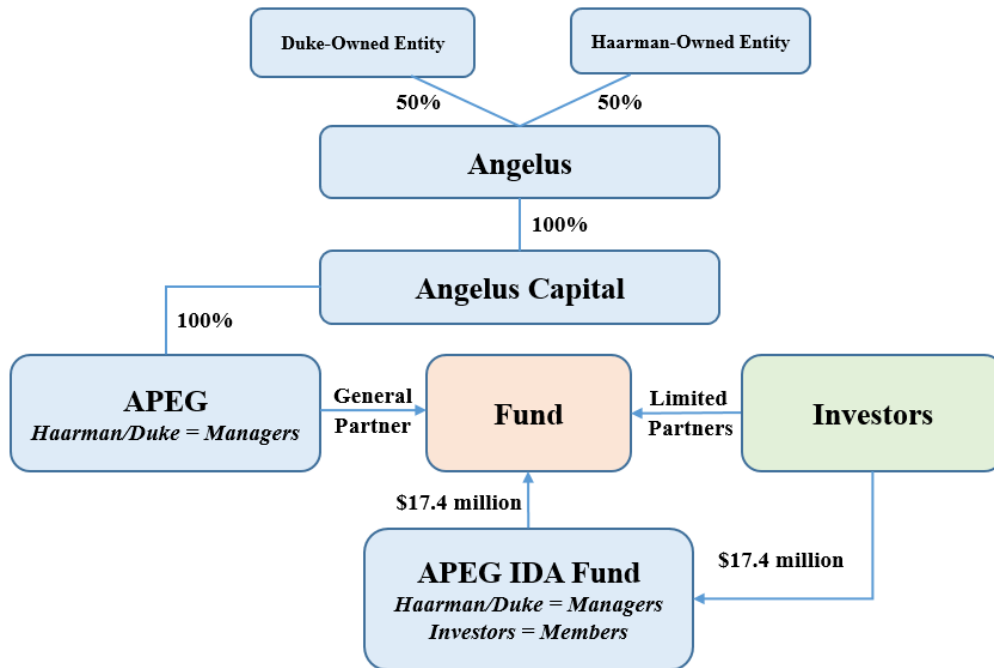 Duke-Owned Entity
Haarman-Owned Entity
50%
50%
Angelus
100%
Angelus Capital
100%
APEG
Haarman/Duke = Managers
General
Partner
Fund
Limited
Partners
Investors
$17.4 million
$17.4 million
APEG IDA Fund
Haarman/Duke = Managers
Investors = Members